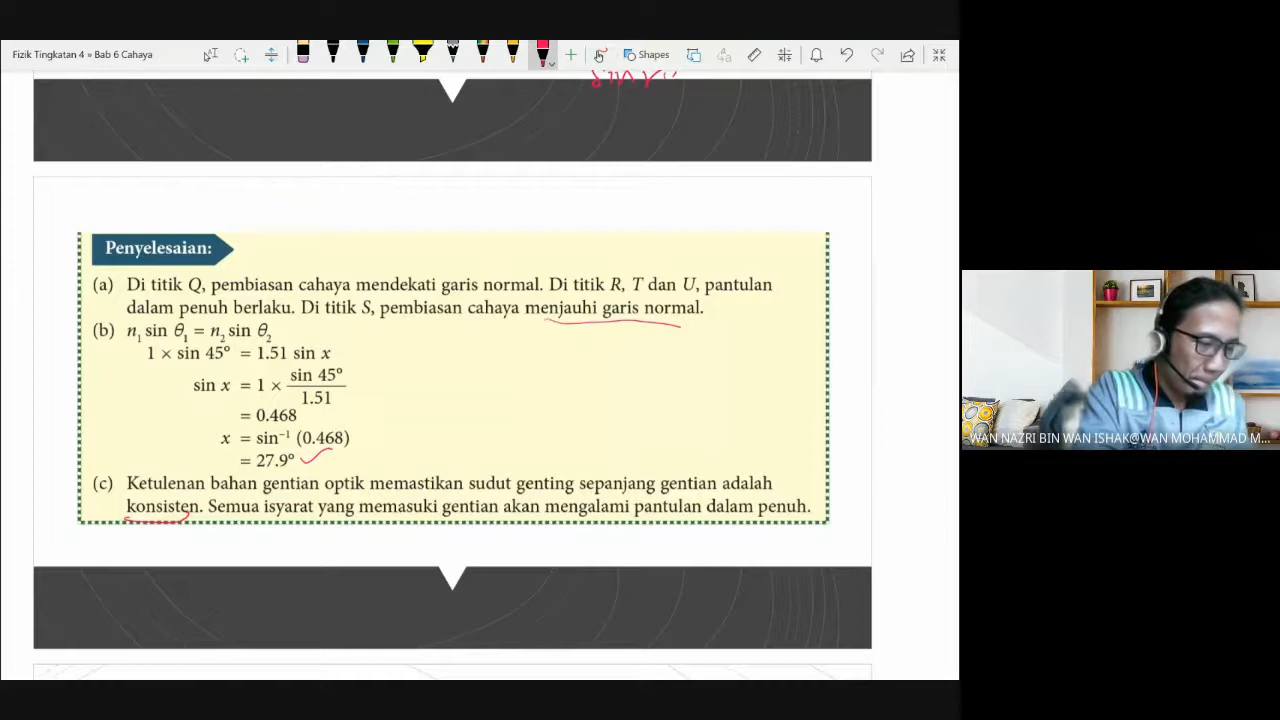 Fizik Tingkatan 4 » Bab 6 Cahaya
Shapes
Penyelesaian:
(a) Di titik Q, pembiasan cahaya mendekati garis normal. Di titik R, T dan U, pantulan
dalam penuh berlaku. Di titik S, pembiasan cahaya menjauhi garis normal.
(b) n₁ sin θ₁ = n₂ sin θ₂
1 × sin 45° = 1.51 sin x
sin x = 1 × sin 45° / 1.51
= 0.468
x = sin⁻¹ (0.468)
= 27.9°
(c) Ketulenan bahan gentian optik memastikan sudut genting sepanjang gentian adalah
konsisten. Semua isyarat yang memasuki gentian akan mengalami pantulan dalam penuh.
WAN NAZRI BIN WAN ISHAK@WAN MOHAMMAD M...